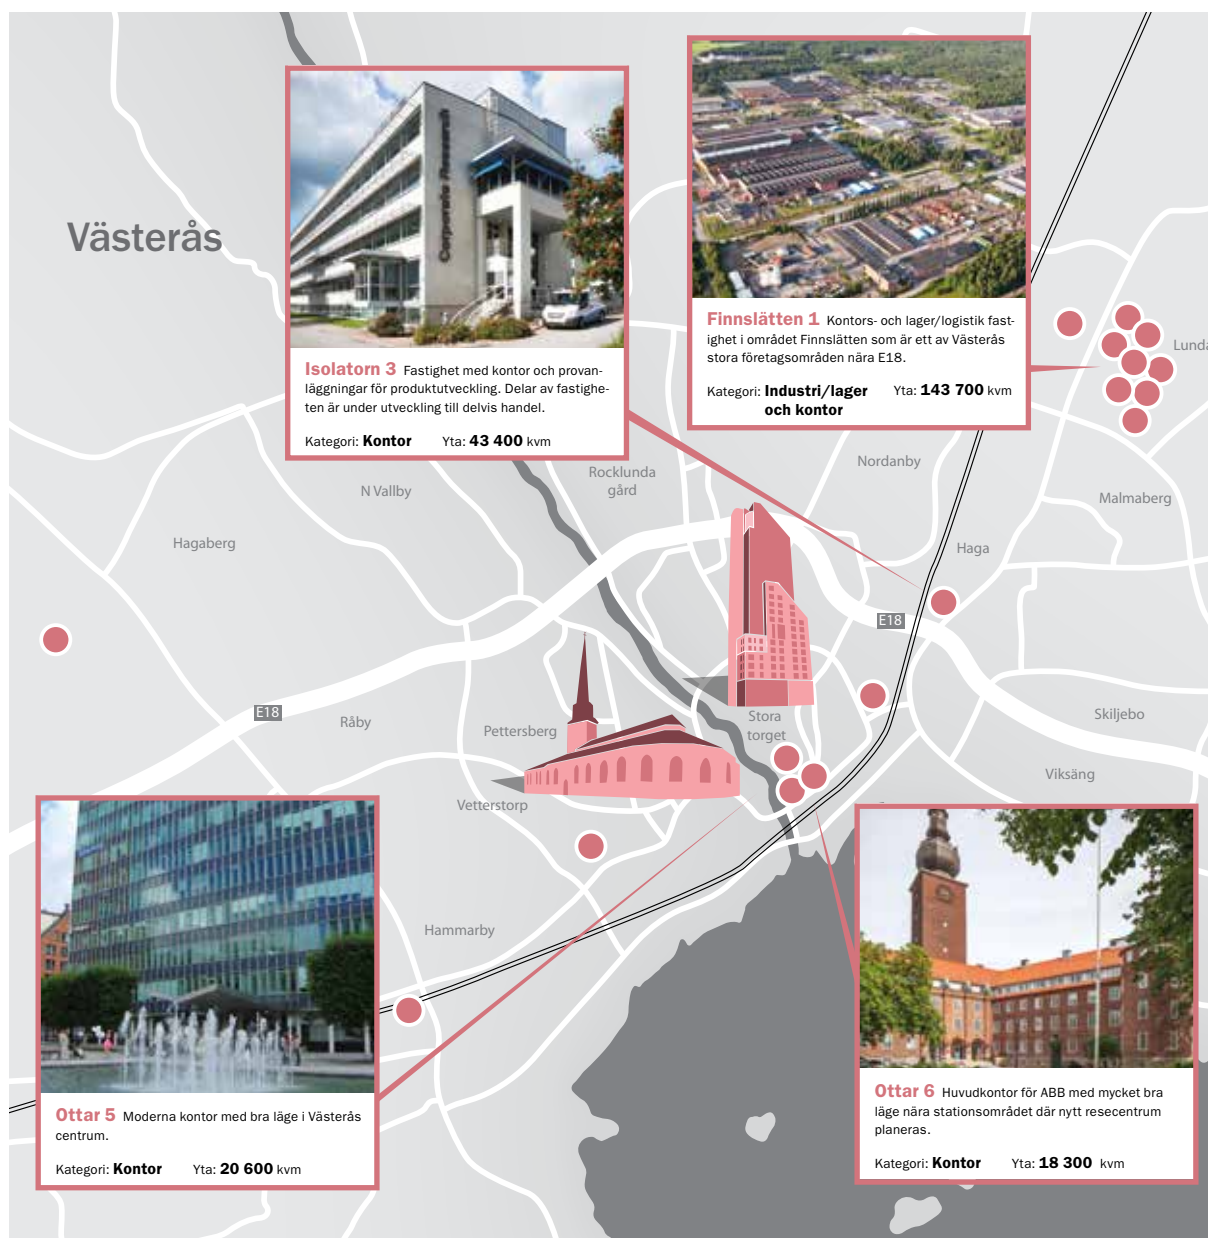 Västerås
Corporate Research
Isolatorn 3 Fastighet med kontor och provan-
läggningar för produktutveckling. Delar av fastighe-
ten är under utveckling till delvis handel.
Kategori: Kontor Yta: 43 400 kvm
Finnslätten 1 Kontors- och lager/logistik fast-
ighet i området Finnslätten som är ett av Västerås
stora företagsområden nära E18.
Kategori: Industri/lager Yta: 143 700 kvm
och kontor
Lunda
Rocklunda
gård
Nordanby
N Vallby
Malmaberg
Hagaberg
Haga
E18
E18
Råby
Pettersberg
Stora
torget
Skiljebo
Viksäng
Vetterstorp
Hammarby
Ottar 5 Moderna kontor med bra läge i Västerås
centrum.
Kategori: Kontor Yta: 20 600 kvm
Ottar 6 Huvudkontor för ABB med mycket bra
läge nära stationsområdet där nytt resecentrum
planeras.
Kategori: Kontor Yta: 18 300 kvm